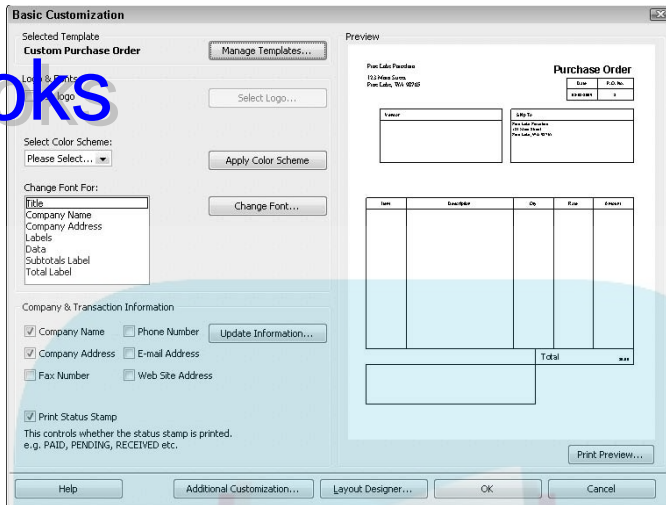 Basic Customization
Selected Template
Custom Purchase Order
Manage Templates...
Logo & Fonts
oks
logo
Select Logo...
Select Color Scheme:
Please Select...
Apply Color Scheme
Change Font For:
Title
Company Name
Company Address
Labels
Data
Subtotals Label
Total Label
Change Font...
Company & Transaction Information
Company Name
Phone Number
Update Information...
Company Address
E-mail Address
Fax Number
Web Site Address
Print Status Stamp
This controls whether the status stamp is printed.
e.g. PAID, PENDING, RECEIVED etc.
Preview
123 Main Street
Purchase Order
Date
P.O. No.
Vendor
Ship To
Item
Description
Qty
Rate
Amount
Total
Print Preview...
Help
Additional Customization...
Layout Designer...
OK
Cancel